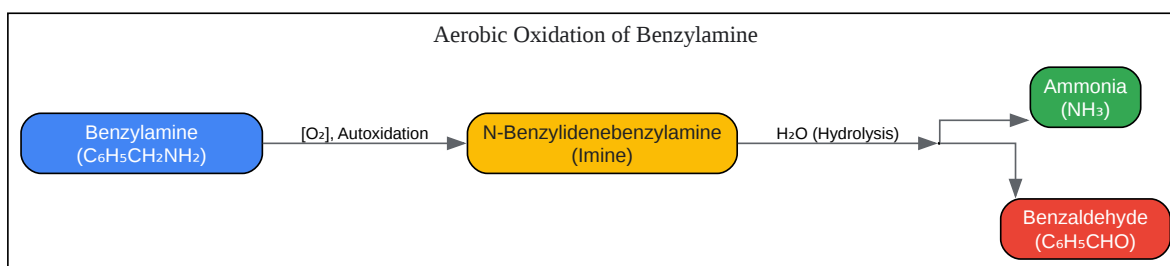 Aerobic Oxidation of Benzylamine
Benzylamine
(C₆H₅CH₂NH₂)
[O₂], Autoxidation
N-Benzylidenebenzylamine
(Imine)
H₂O (Hydrolysis)
Ammonia
(NH₃)
Benzaldehyde
(C₆H₅CHO)